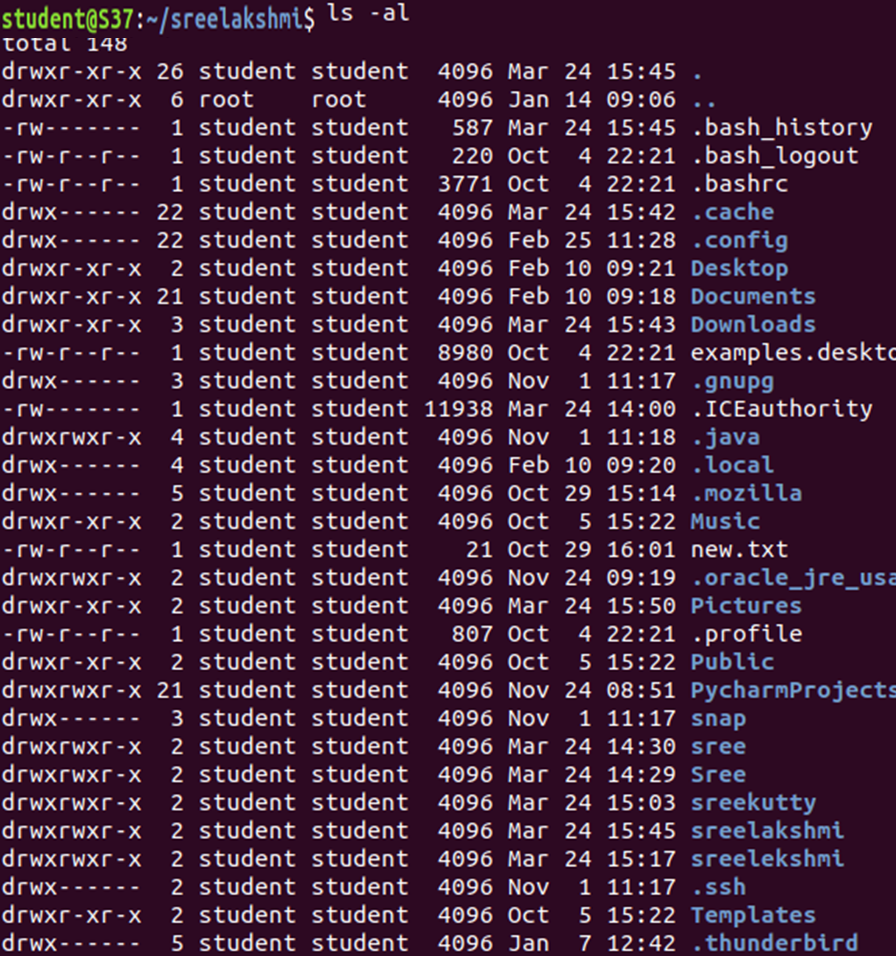 student@S37:~/sreelakshmi$ ls -al
total 148
drwxr-xr-x 26 student student  4096 Mar 24 15:45 .
drwxr-xr-x  6 root    root     4096 Jan 14 09:06 ..
-rw-------  1 student student   587 Mar 24 15:45 .bash_history
-rw-r--r--  1 student student   220 Oct  4 22:21 .bash_logout
-rw-r--r--  1 student student  3771 Oct  4 22:21 .bashrc
drwx------ 22 student student  4096 Mar 24 15:42 .cache
drwx------ 22 student student  4096 Feb 25 11:28 .config
drwxr-xr-x  2 student student  4096 Feb 10 09:21 Desktop
drwxr-xr-x 21 student student  4096 Feb 10 09:18 Documents
drwxr-xr-x  3 student student  4096 Mar 24 15:43 Downloads
-rw-r--r--  1 student student  8980 Oct  4 22:21 examples.deskto
drwx------  3 student student  4096 Nov  1 11:17 .gnupg
-rw-------  1 student student 11938 Mar 24 14:00 .ICEauthority
drwxrwxr-x  4 student student  4096 Nov  1 11:18 .java
drwx------  4 student student  4096 Feb 10 09:20 .local
drwx------  5 student student  4096 Oct 29 15:14 .mozilla
drwxr-xr-x  2 student student  4096 Oct  5 15:22 Music
-rw-r--r--  1 student student    21 Oct 29 16:01 new.txt
drwxrwxr-x  2 student student  4096 Nov 24 09:19 .oracle_jre_usa
drwxr-xr-x  2 student student  4096 Mar 24 15:50 Pictures
-rw-r--r--  1 student student   807 Oct  4 22:21 .profile
drwxr-xr-x  2 student student  4096 Oct  5 15:22 Public
drwxrwxr-x 21 student student  4096 Nov 24 08:51 PycharmProjects
drwx------  3 student student  4096 Nov  1 11:17 snap
drwxrwxr-x  2 student student  4096 Mar 24 14:30 sree
drwxrwxr-x  2 student student  4096 Mar 24 14:29 Sree
drwxrwxr-x  2 student student  4096 Mar 24 15:03 sreekutty
drwxrwxr-x  2 student student  4096 Mar 24 15:45 sreelakshmi
drwxrwxr-x  2 student student  4096 Mar 24 15:17 sreelekshmi
drwx------  2 student student  4096 Nov  1 11:17 .ssh
drwxr-xr-x  2 student student  4096 Oct  5 15:22 Templates
drwx------  5 student student  4096 Jan  7 12:42 .thunderbird